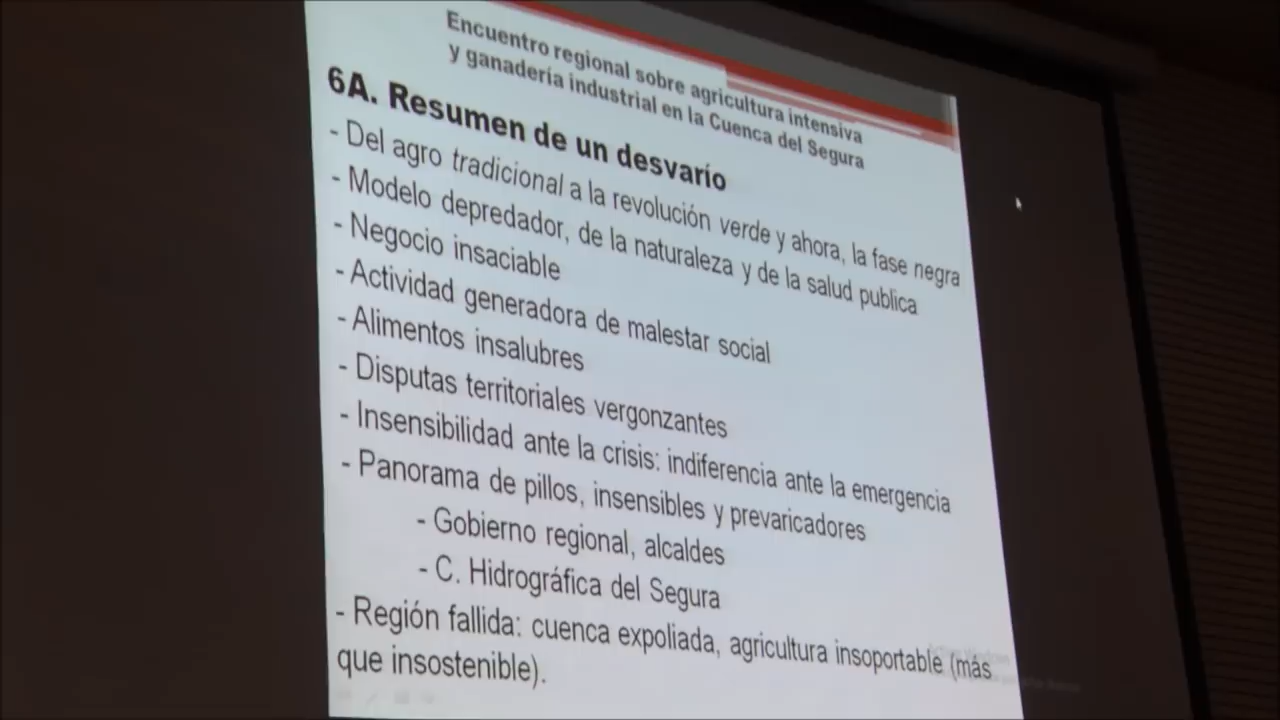 Encuentro regional sobre agricultura intensiva
y ganadería industrial en la Cuenca del Segura
6A. Resumen de un desvarío
- Del agro tradicional a la revolución verde y ahora, la fase negra
- Modelo depredador, de la naturaleza y de la salud publica
- Negocio insaciable
- Actividad generadora de malestar social
- Alimentos insalubres
- Disputas territoriales vergonzantes
- Insensibilidad ante la crisis: indiferencia ante la emergencia
- Panorama de pillos, insensibles y prevaricadores
- Gobierno regional, alcaldes
- C. Hidrográfica del Segura
- Región fallida: cuenca expoliada, agricultura insoportable (más
que insostenible).